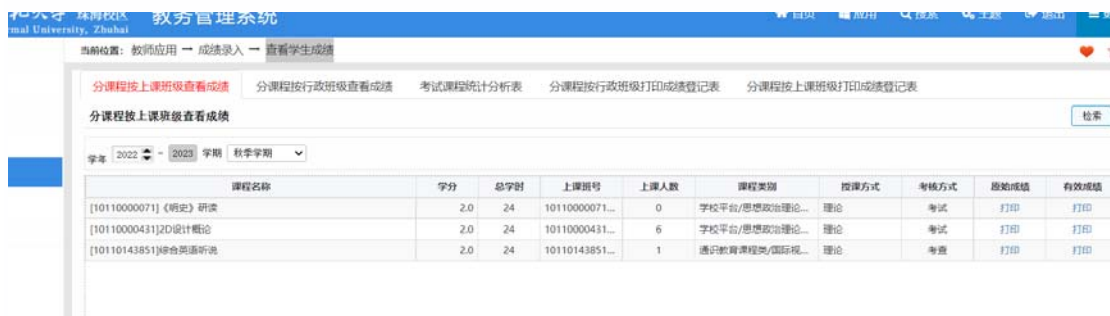 珠海校区 教务管理系统
rmal University, Zhuhai
首页 应用 搜索 主题 退出
当前位置：教师应用 → 成绩录入 → 查看学生成绩
分课程按上课班级查看成绩 分课程按行政班级查看成绩 考试课程统计分析表 分课程按行政班级打印成绩登记表 分课程按上课班级打印成绩登记表
分课程按上课班级查看成绩 检索
学年 2022 - 2023 学期 秋季学期
课程名称 学分 总学时 上课班号 上课人数 课程类别 授课方式 考核方式 原始成绩 有效成绩
[10110000071]《明史》研读 2.0 24 10110000071... 0 学校平台/思想政治理论... 理论 考试 打印 打印
[10110000431]2D设计概论 2.0 24 10110000431... 6 学校平台/思想政治理论... 理论 考试 打印 打印
[10110143851]综合英语听说 2.0 24 10110143851... 1 通识教育课程类/国际视... 理论 考查 打印 打印